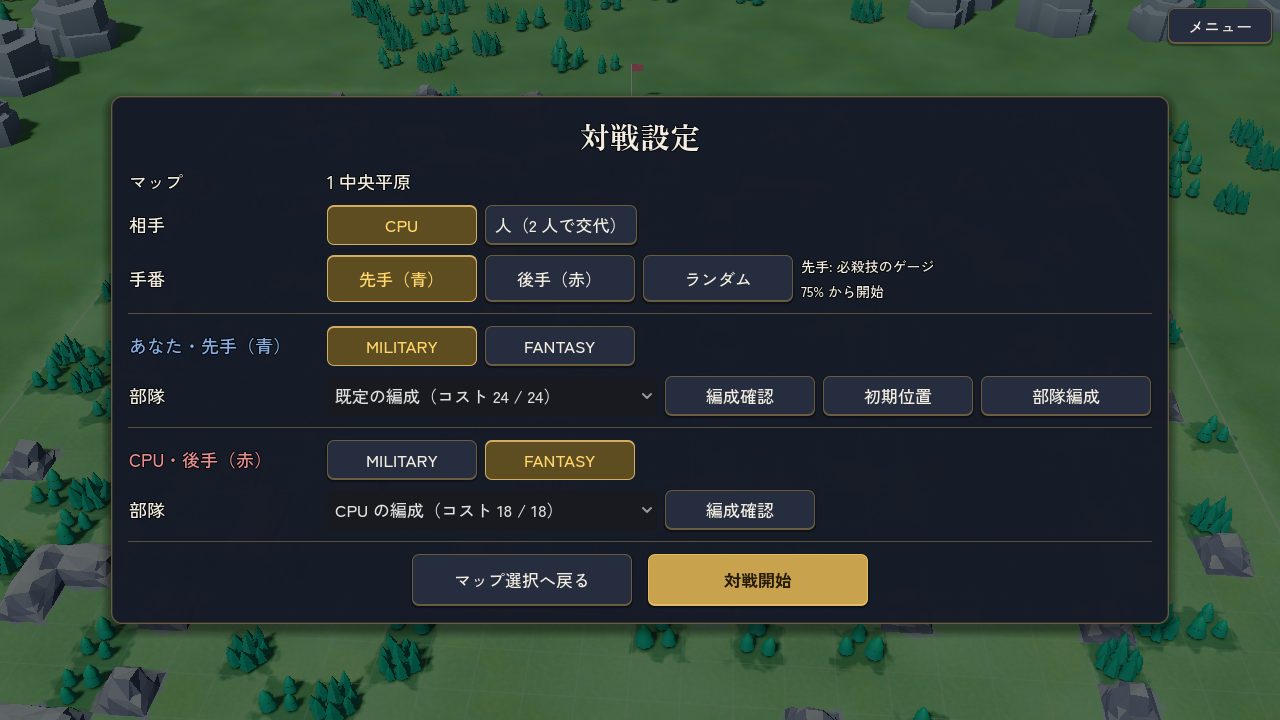 メニュー
対戦設定
マップ 1 中央平原
相手 CPU 人（2 人で交代）
手番 先手（青） 後手（赤） ランダム 先手: 必殺技のゲージ
75% から開始
あなた・先手（青） MILITARY FANTASY
部隊 既定の編成（コスト 24 / 24） 編成確認 初期位置 部隊編成
CPU・後手（赤） MILITARY FANTASY
部隊 CPU の編成（コスト 18 / 18） 編成確認
マップ選択へ戻る 対戦開始